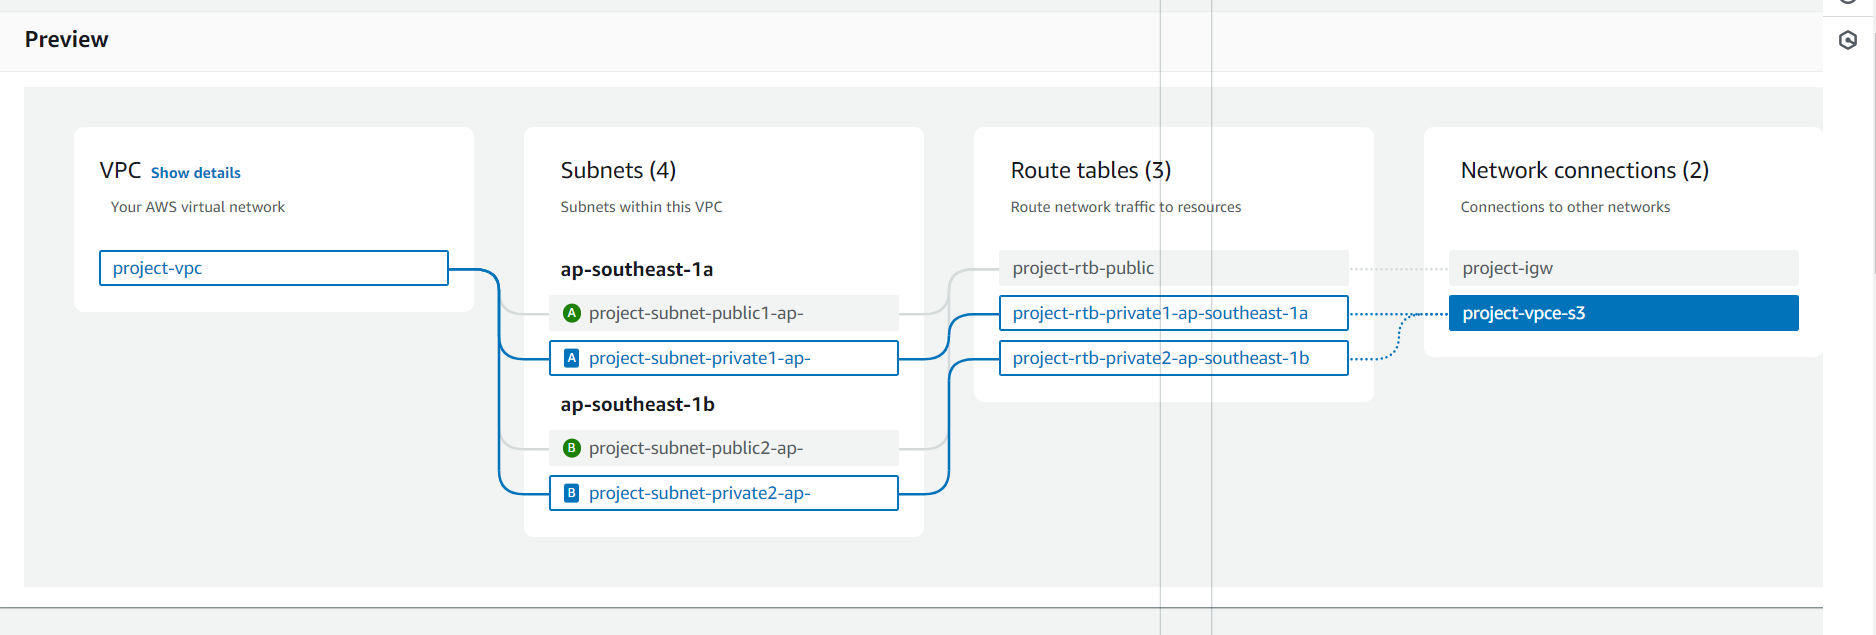 Preview
VPC Show details
Your AWS virtual network
project-vpc
Subnets (4)
Subnets within this VPC
ap-southeast-1a
A project-subnet-public1-ap-
A project-subnet-private1-ap-
ap-southeast-1b
B project-subnet-public2-ap-
B project-subnet-private2-ap-
Route tables (3)
Route network traffic to resources
project-rtb-public
project-rtb-private1-ap-southeast-1a
project-rtb-private2-ap-southeast-1b
Network connections (2)
Connections to other networks
project-igw
project-vpce-s3